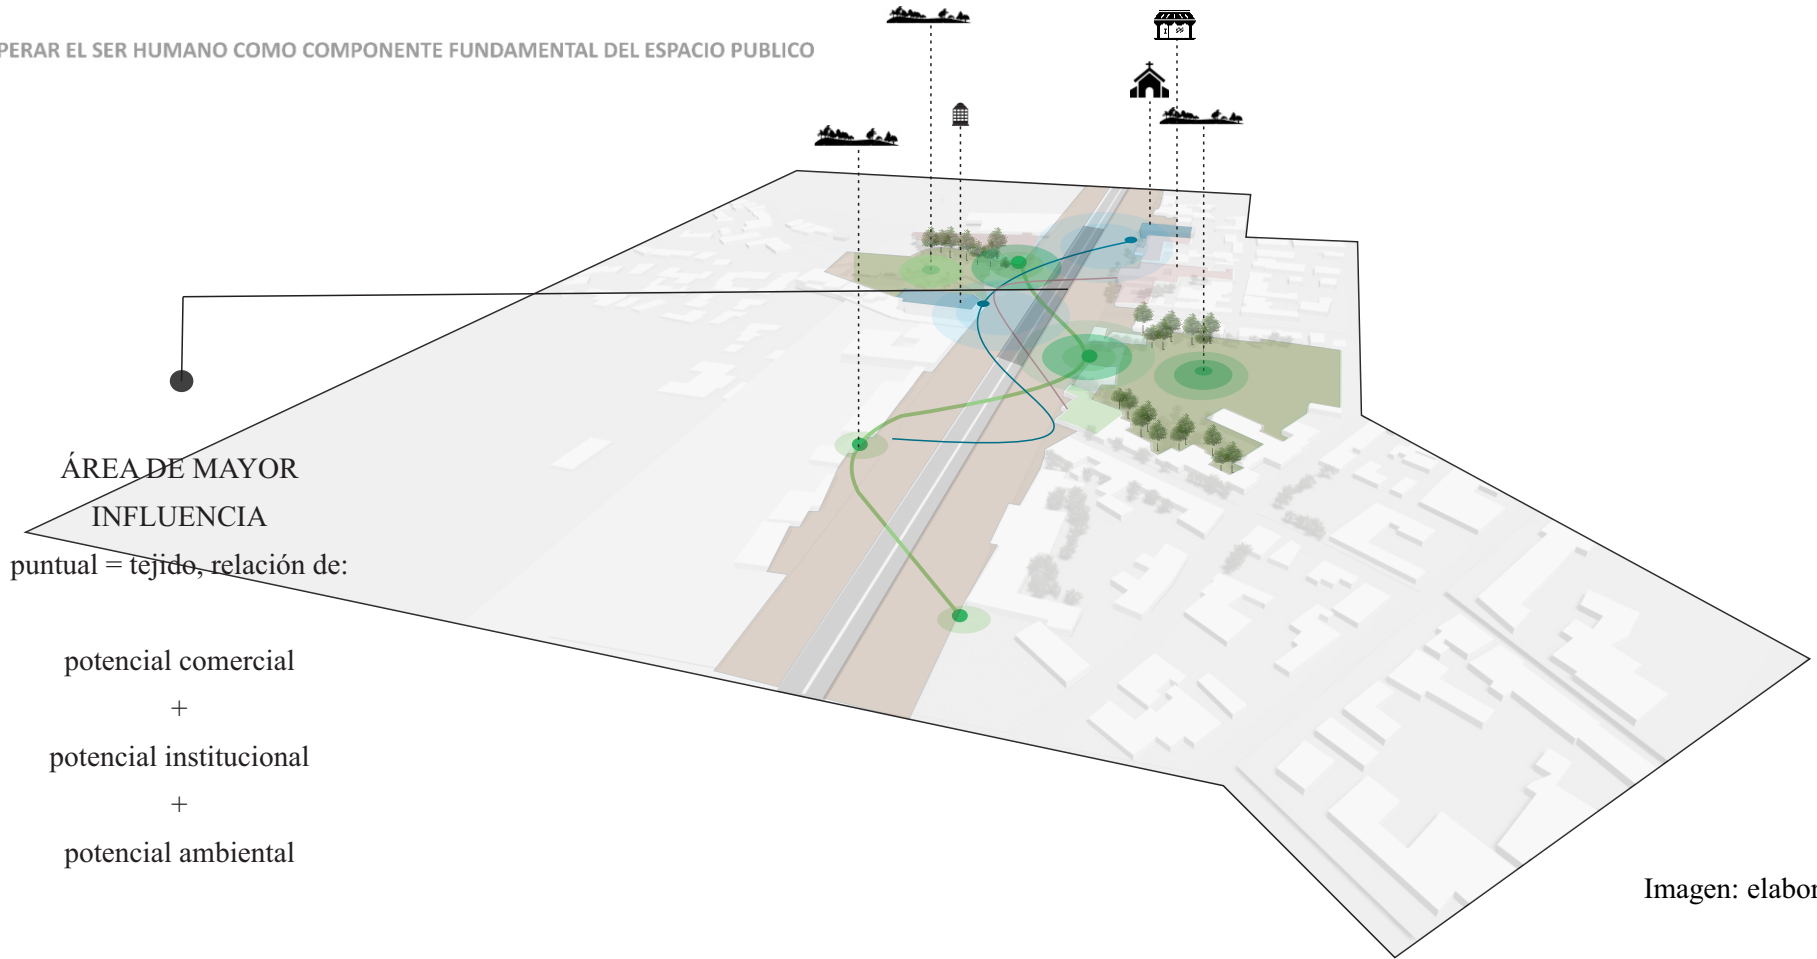 PERAR EL SER HUMANO COMO COMPONENTE FUNDAMENTAL DEL ESPACIO PUBLICO
ÁREA DE MAYOR
INFLUENCIA
puntual = tejido, relación de:
potencial comercial
+
potencial institucional
+
potencial ambiental
Imagen: elabor